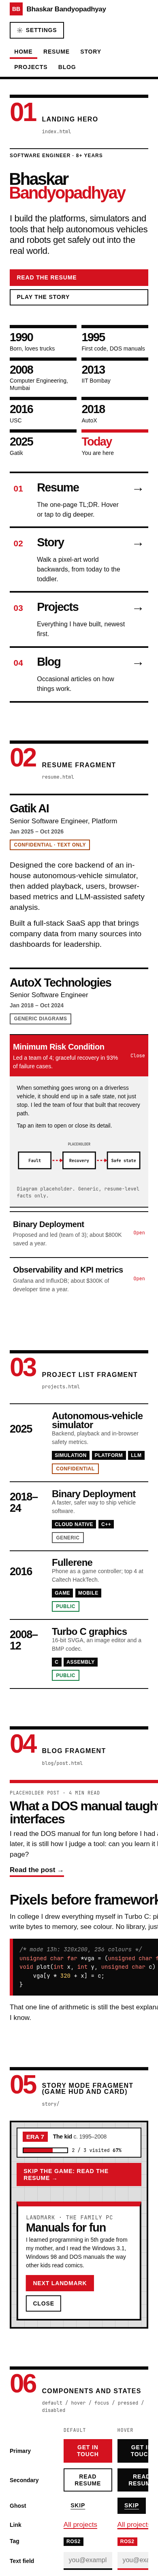 BB Bhaskar Bandyopadhyay
SETTINGS
HOME RESUME STORY
PROJECTS BLOG
01 LANDING HERO
index.html
SOFTWARE ENGINEER · 8+ YEARS
Bhaskar
Bandyopadhyay
I build the platforms, simulators and
tools that help autonomous vehicles
and robots get safely out into the
real world.
READ THE RESUME
PLAY THE STORY
1990 1995
Born, loves trucks First code, DOS manuals
2008 2013
Computer Engineering, IIT Bombay
Mumbai
2016 2018
USC AutoX
2025 Today
Gatik You are here
01 Resume →
The one-page TL;DR. Hover
or tap to dig deeper.
02 Story →
Walk a pixel-art world
backwards, from today to the
toddler.
03 Projects →
Everything I have built, newest
first.
04 Blog →
Occasional articles on how
things work.
02 RESUME FRAGMENT
resume.html
Gatik AI
Senior Software Engineer, Platform
Jan 2025 – Oct 2026
CONFIDENTIAL · TEXT ONLY
Designed the core backend of an in-
house autonomous-vehicle simulator,
then added playback, users, browser-
based metrics and LLM-assisted safety
analysis.
Built a full-stack SaaS app that brings
company data from many sources into
dashboards for leadership.
AutoX Technologies
Senior Software Engineer
Jan 2018 – Oct 2024
GENERIC DIAGRAMS
Minimum Risk Condition
Led a team of 4; graceful recovery in 93%
of failure cases.
Close
When something goes wrong in a driverless
vehicle, it should end up in a safe state, not just
stop. I led the team of four that built that recovery
path.
Tap an item to open or close its detail.
PLACEHOLDER
Fault Recovery Safe state
Diagram placeholder. Generic, resume-level
facts only.
Binary Deployment
Proposed and led (team of 3); about $800K
saved a year.
Open
Observability and KPI metrics
Grafana and InfluxDB; about $300K of
developer time a year.
Open
03 PROJECT LIST FRAGMENT
projects.html
2025 Autonomous-vehicle
simulator
Backend, playback and in-browser
safety metrics.
SIMULATION PLATFORM LLM
CONFIDENTIAL
2018–
24
Binary Deployment
A faster, safer way to ship vehicle
software.
CLOUD NATIVE C++
GENERIC
2016 Fullerene
Phone as a game controller; top 4 at
Caltech HackTech.
GAME MOBILE
PUBLIC
2008–
12
Turbo C graphics
16-bit SVGA, an image editor and a
BMP codec.
C ASSEMBLY
PUBLIC
04 BLOG FRAGMENT
blog/post.html
PLACEHOLDER POST · 4 MIN READ
What a DOS manual taught
interfaces
I read the DOS manual for fun long before I had
later, it is still how I judge a tool: can you learn it
page?
Read the post →
Pixels before framework
In college I drew everything myself in Turbo C: pi
write bytes to memory, see colour. No library, jus
/* mode 13h: 320x200, 256 colours */
unsigned char far *vga = (unsigned char
void plot(int x, int y, unsigned char c)
vga[y * 320 + x] = c;
}
That one line of arithmetic is still the best explana
I know.
05 STORY MODE FRAGMENT
(GAME HUD AND CARD)
story/
ERA 7 The kid c. 1995–2008
2 / 3 visited 67%
SKIP THE GAME: READ THE
RESUME →
LANDMARK · THE FAMILY PC
Manuals for fun
I learned programming in 5th grade from
my mother, and I read the Windows 3.1,
Windows 98 and DOS manuals the way
other kids read comics.
NEXT LANDMARK
CLOSE
06 COMPONENTS AND STATES
default / hover / focus / pressed /
disabled
DEFAULT HOVER
Primary GET IN
TOUCH
GET I
TOUC
Secondary READ
RESUME
READ
RESUM
Ghost SKIP SKIP
Link All projects All projects
Tag ROS2 ROS2
Text field you@exampl you@exam